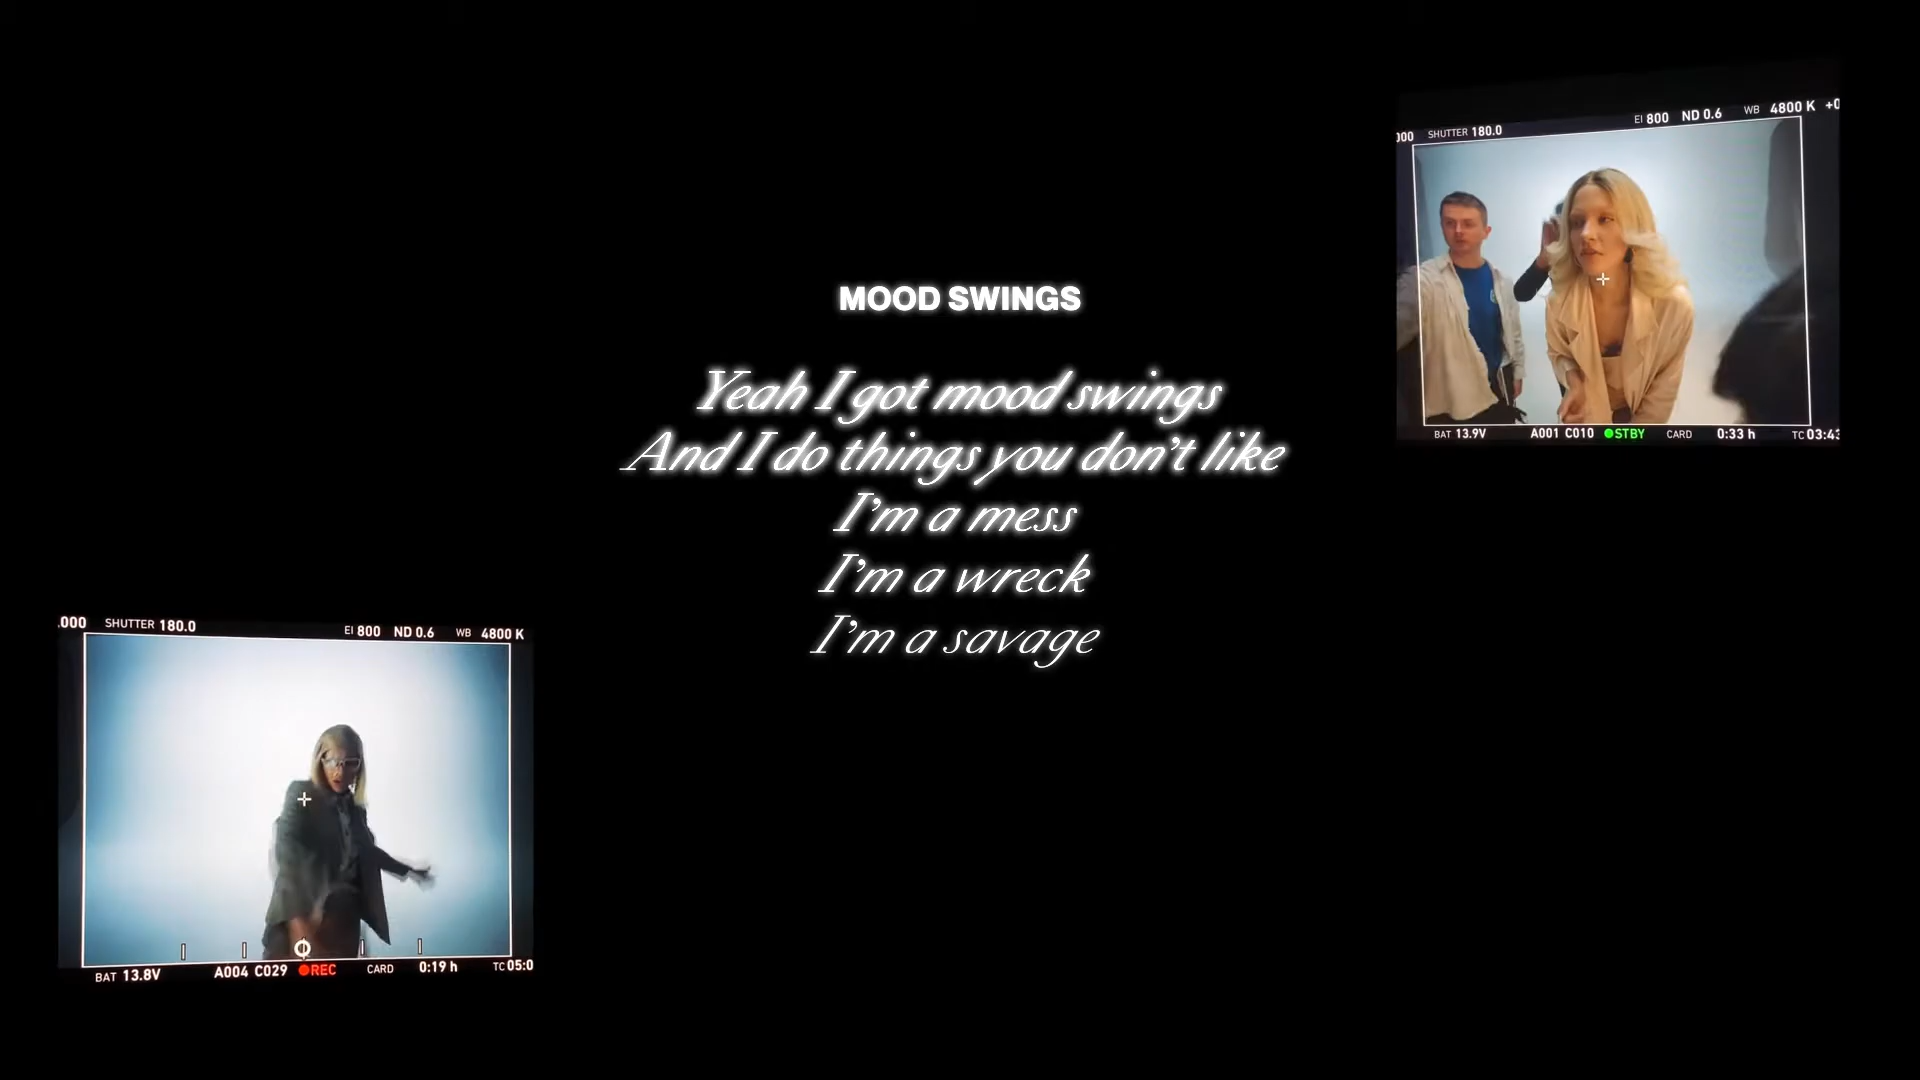 MOOD SWINGS
Yeah I got mood swings
And I do things you don't like
I'm a mess
I'm a wreck
I'm a savage
000 SHUTTER 180.0 EI 800 ND 0.6 WB 4800 K +0
BAT 13.9V A001 C010 STBY CARD 0:33 h TC 03:43
.000 SHUTTER 180.0 EI 800 ND 0.6 WB 4800 K
BAT 13.8V A004 C029 REC CARD 0:19 h TC 05:0